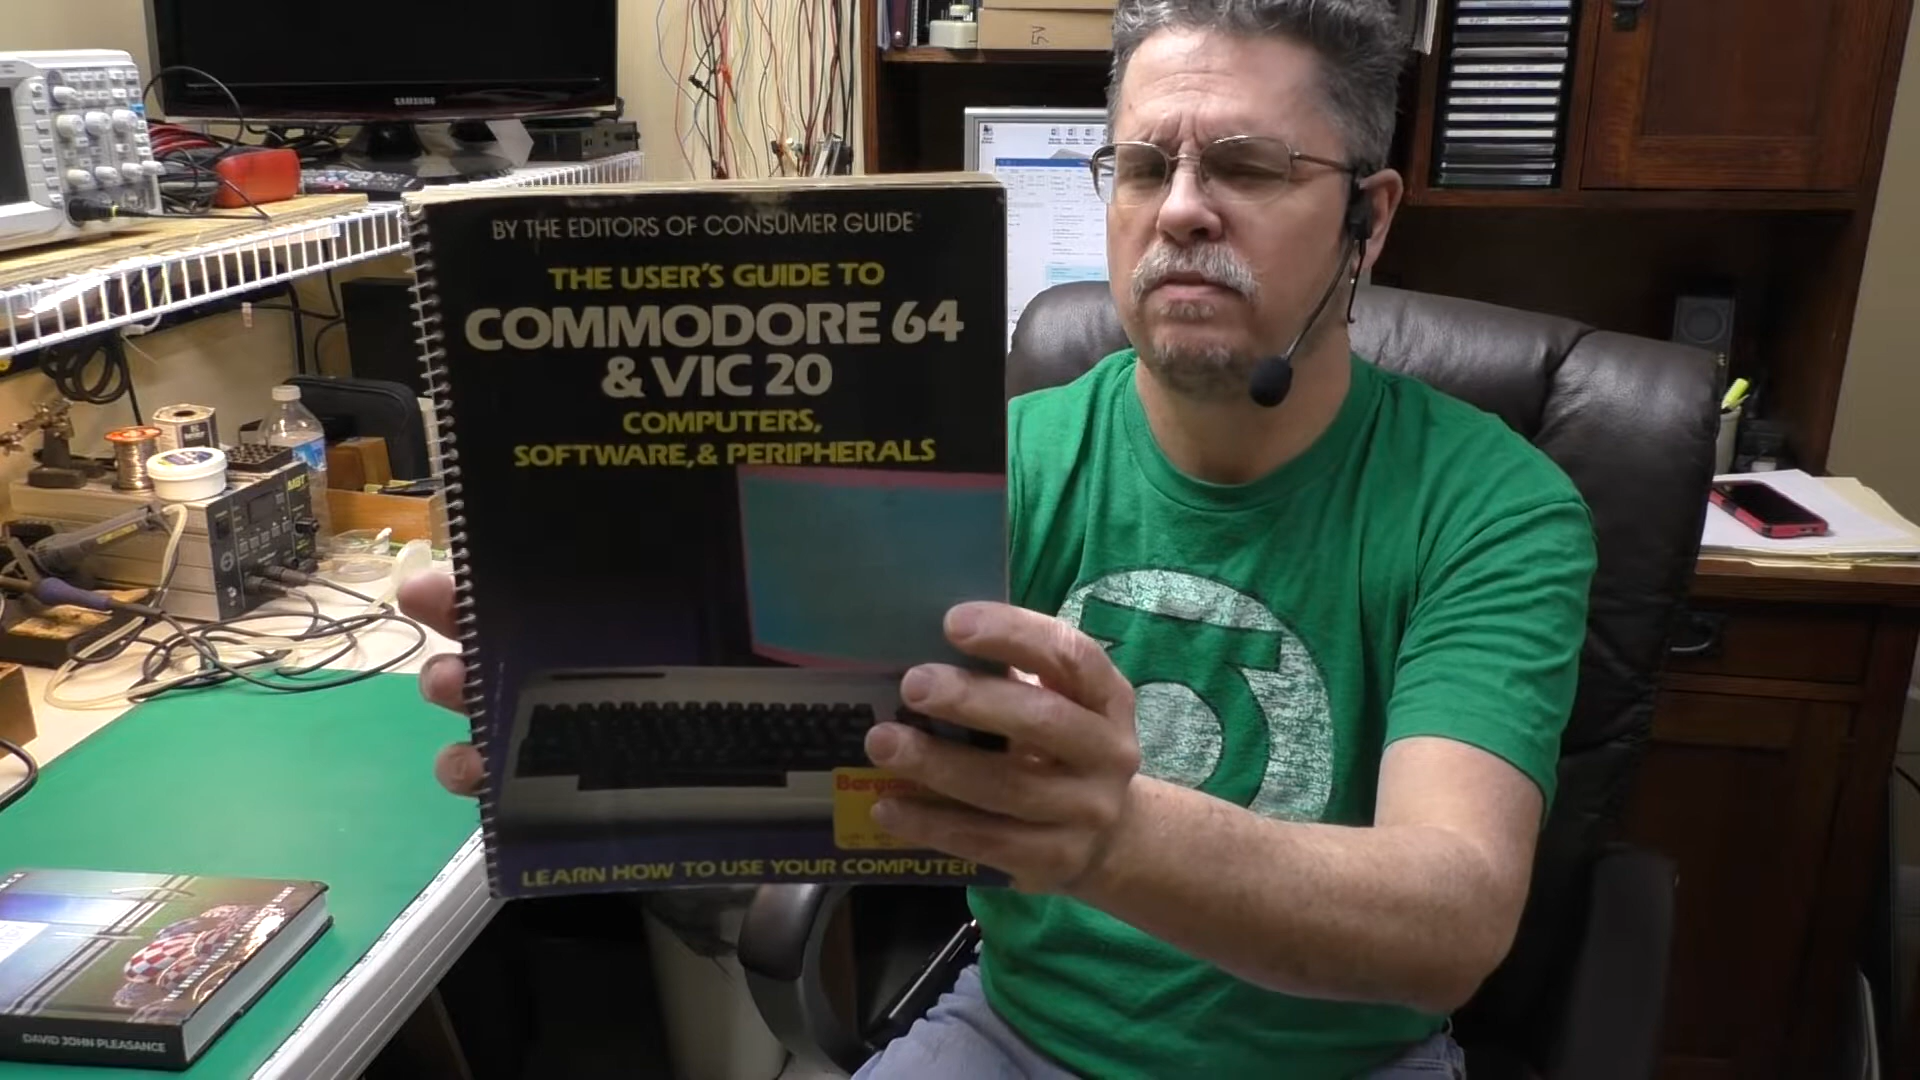 SAMSUNG
5V
BY THE EDITORS OF CONSUMER GUIDE
THE USER'S GUIDE TO
COMMODORE 64
& VIC 20
COMPUTERS,
SOFTWARE, & PERIPHERALS
LEARN HOW TO USE YOUR COMPUTER
DAVID JOHN PLEASANCE